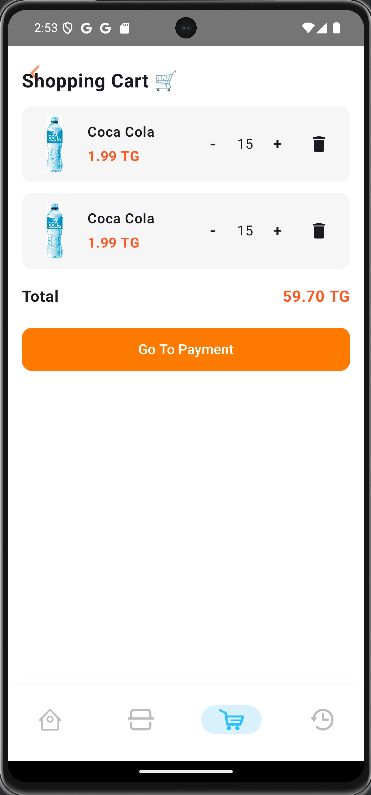 2:53
Shopping Cart 🛒
Coca Cola
1.99 TG
- 15 +
Coca Cola
1.99 TG
- 15 +
Total 59.70 TG
Go To Payment